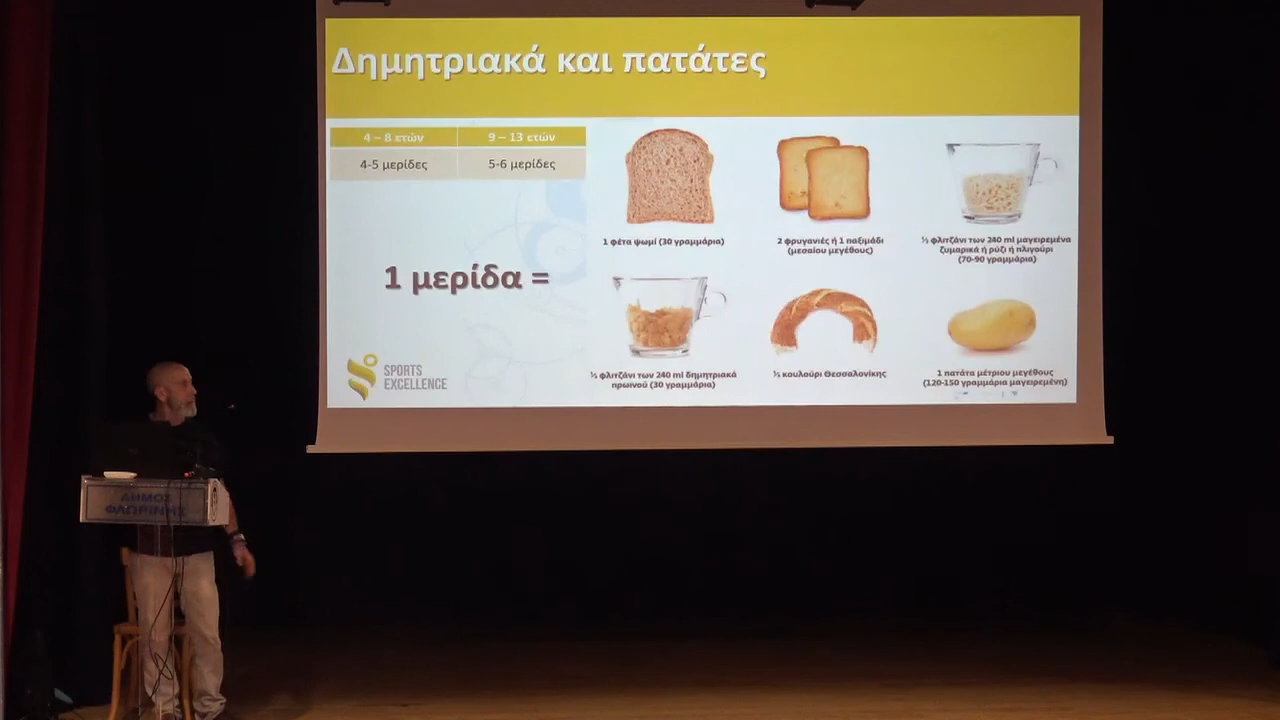 Δημητριακά και πατάτες
4 – 8 ετών
9 – 13 ετών
4-5 μερίδες
5-6 μερίδες
1 μερίδα =
1 φέτα ψωμί (30 γραμμάρια)
2 φρυγανιές ή 1 παξιμάδι
(μεσαίου μεγέθους)
½ φλιτζάνι των 240 ml μαγειρεμένα
ζυμαρικά ή ρύζι ή πλιγούρι
(70-90 γραμμάρια)
½ φλιτζάνι των 240 ml δημητριακά
πρωινού (30 γραμμάρια)
½ κουλούρι Θεσσαλονίκης
1 πατάτα μέτριου μεγέθους
(120-150 γραμμάρια μαγειρεμένη)
SPORTS
EXCELLENCE
ΔΗΜΟΣ
ΦΛΩΡΙΝΗΣ